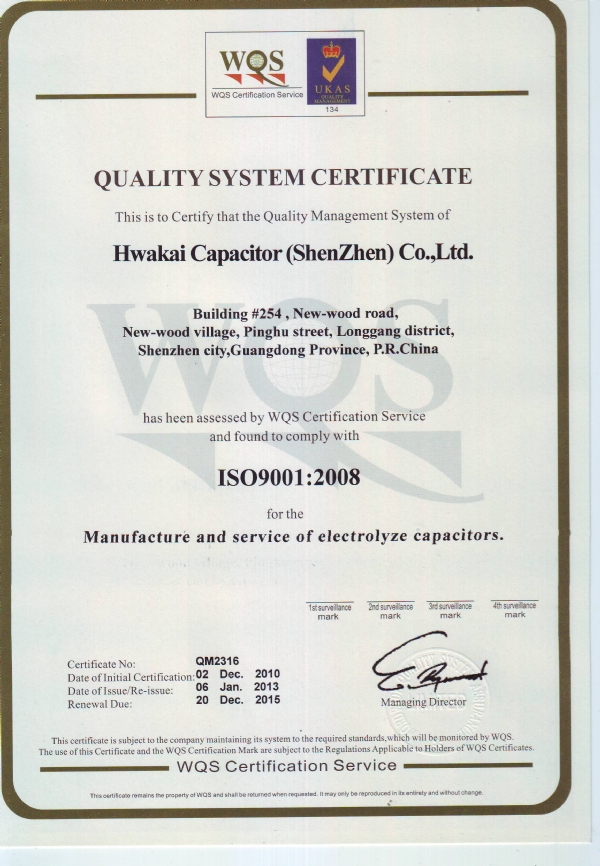 WQS
WQS Certification Service
UKAS
QUALITY
MANAGEMENT
134
QUALITY SYSTEM CERTIFICATE
This is to Certify that the Quality Management System of
Hwakai Capacitor (ShenZhen) Co.,Ltd.
WQS
Building #254 , New-wood road,
New-wood village, Pinghu street, Longgang district,
Shenzhen city,Guangdong Province, P.R.China
has been assessed by WQS Certification Service
and found to comply with
ISO9001:2008
for the
Manufacture and service of electrolyze capacitors.
1st surveillance mark
2nd surveillance mark
3rd surveillance mark
4th surveillance mark
Certificate No: QM2316
Date of Initial Certification: 02 Dec. 2010
Date of Issue/Re-issue: 06 Jan. 2013
Renewal Due: 20 Dec. 2015
Managing Director
This certificate is subject to the company maintaining its system to the required standards,which will be monitored by WQS.
The use of this Certificate and the WQS Certification Mark are subject to the Regulations Applicable to Holders of WQS Certificates.
WQS Certification Service
This certificate remains the property of WQS and shall be returned when requested. It may only be reproduced in its entirety and without change.